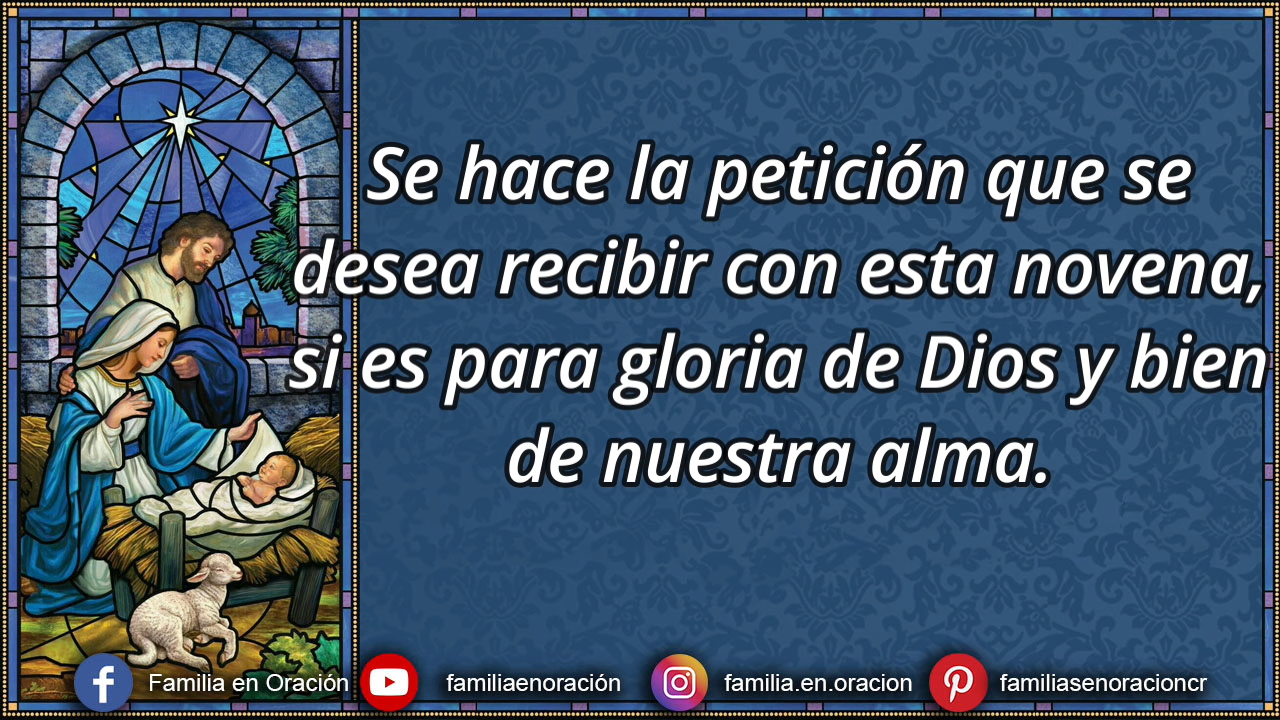 Se hace la petición que se
desea recibir con esta novena,
si es para gloria de Dios y bien
de nuestra alma.
Familia en Oración familiaenoración familia.en.oracion familiasenoracioncr